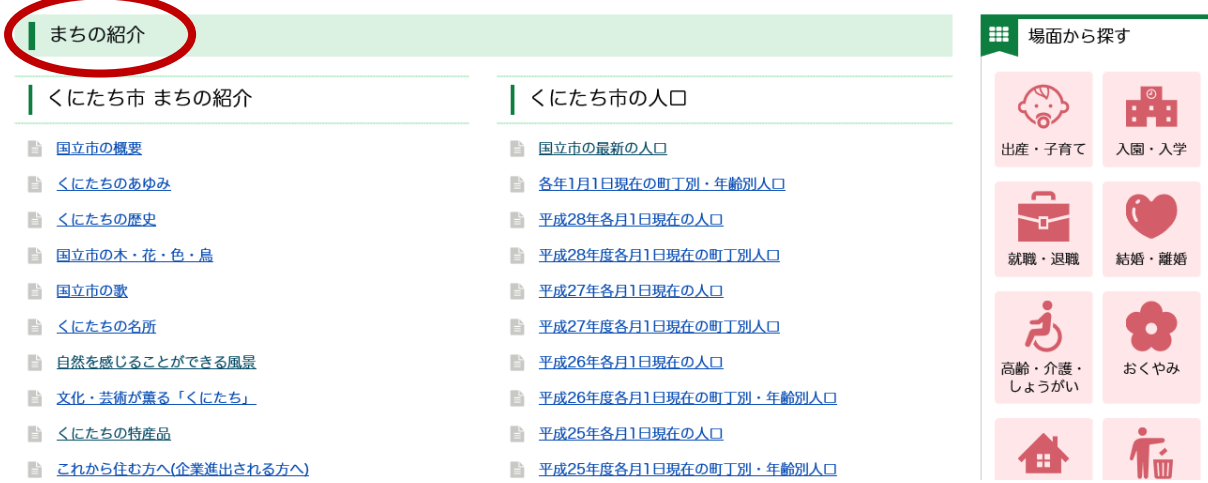 まちの紹介
くにたち市 まちの紹介
国立市の概要
くにたちのあゆみ
くにたちの歴史
国立市の木・花・色・鳥
国立市の歌
くにたちの名所
自然を感じることができる風景
文化・芸術が薫る「くにたち」
くにたちの特産品
これから住む方へ(企業進出される方へ)
くにたち市の人口
国立市の最新の人口
各年1月1日現在の町丁別・年齢別人口
平成28年各月1日現在の人口
平成28年度各月1日現在の町丁別人口
平成27年各月1日現在の人口
平成27年度各月1日現在の町丁別人口
平成26年各月1日現在の人口
平成26年度各月1日現在の町丁別・年齢別人口
平成25年各月1日現在の人口
平成25年度各月1日現在の町丁別・年齢別人口
場面から探す
出産・子育て
入園・入学
就職・退職
結婚・離婚
高齢・介護・
しょうがい
おくやみ